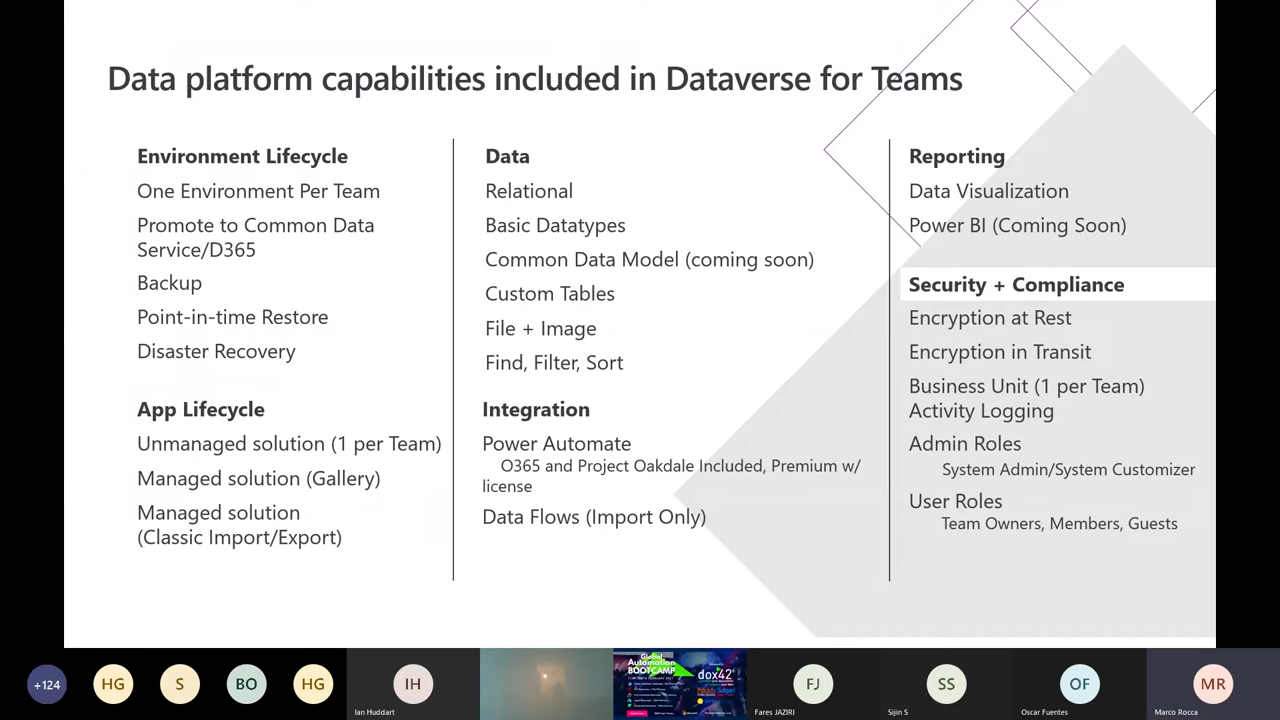 Data platform capabilities included in Dataverse for Teams
Environment Lifecycle
One Environment Per Team
Promote to Common Data
Service/D365
Backup
Point-in-time Restore
Disaster Recovery
App Lifecycle
Unmanaged solution (1 per Team)
Managed solution (Gallery)
Managed solution
(Classic Import/Export)
Data
Relational
Basic Datatypes
Common Data Model (coming soon)
Custom Tables
File + Image
Find, Filter, Sort
Integration
Power Automate
O365 and Project Oakdale Included, Premium w/
license
Data Flows (Import Only)
Reporting
Data Visualization
Power BI (Coming Soon)
Security + Compliance
Encryption at Rest
Encryption in Transit
Business Unit (1 per Team)
Activity Logging
Admin Roles
System Admin/System Customizer
User Roles
Team Owners, Members, Guests
+124
HG
S
BO
HG
IH
Ian Huddart
Global
Automation
BOOTCAMP
dox42
FJ
Fares JAZIRI
SS
Sijin S
OF
Oscar Fuentes
MR
Marco Rocca